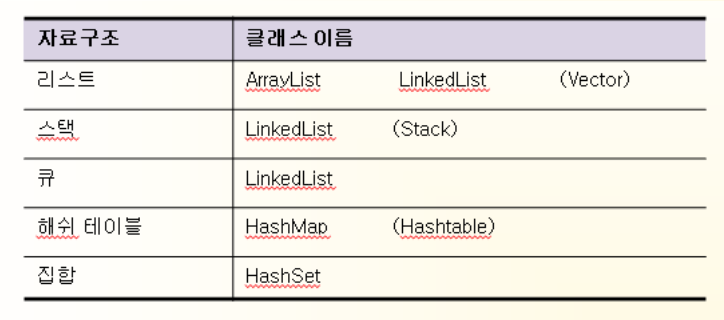 자료구조 클래스 이름
리스트 ArrayList LinkedList (Vector)
스택 LinkedList (Stack)
큐 LinkedList
해쉬 테이블 HashMap (Hashtable)
집합 HashSet